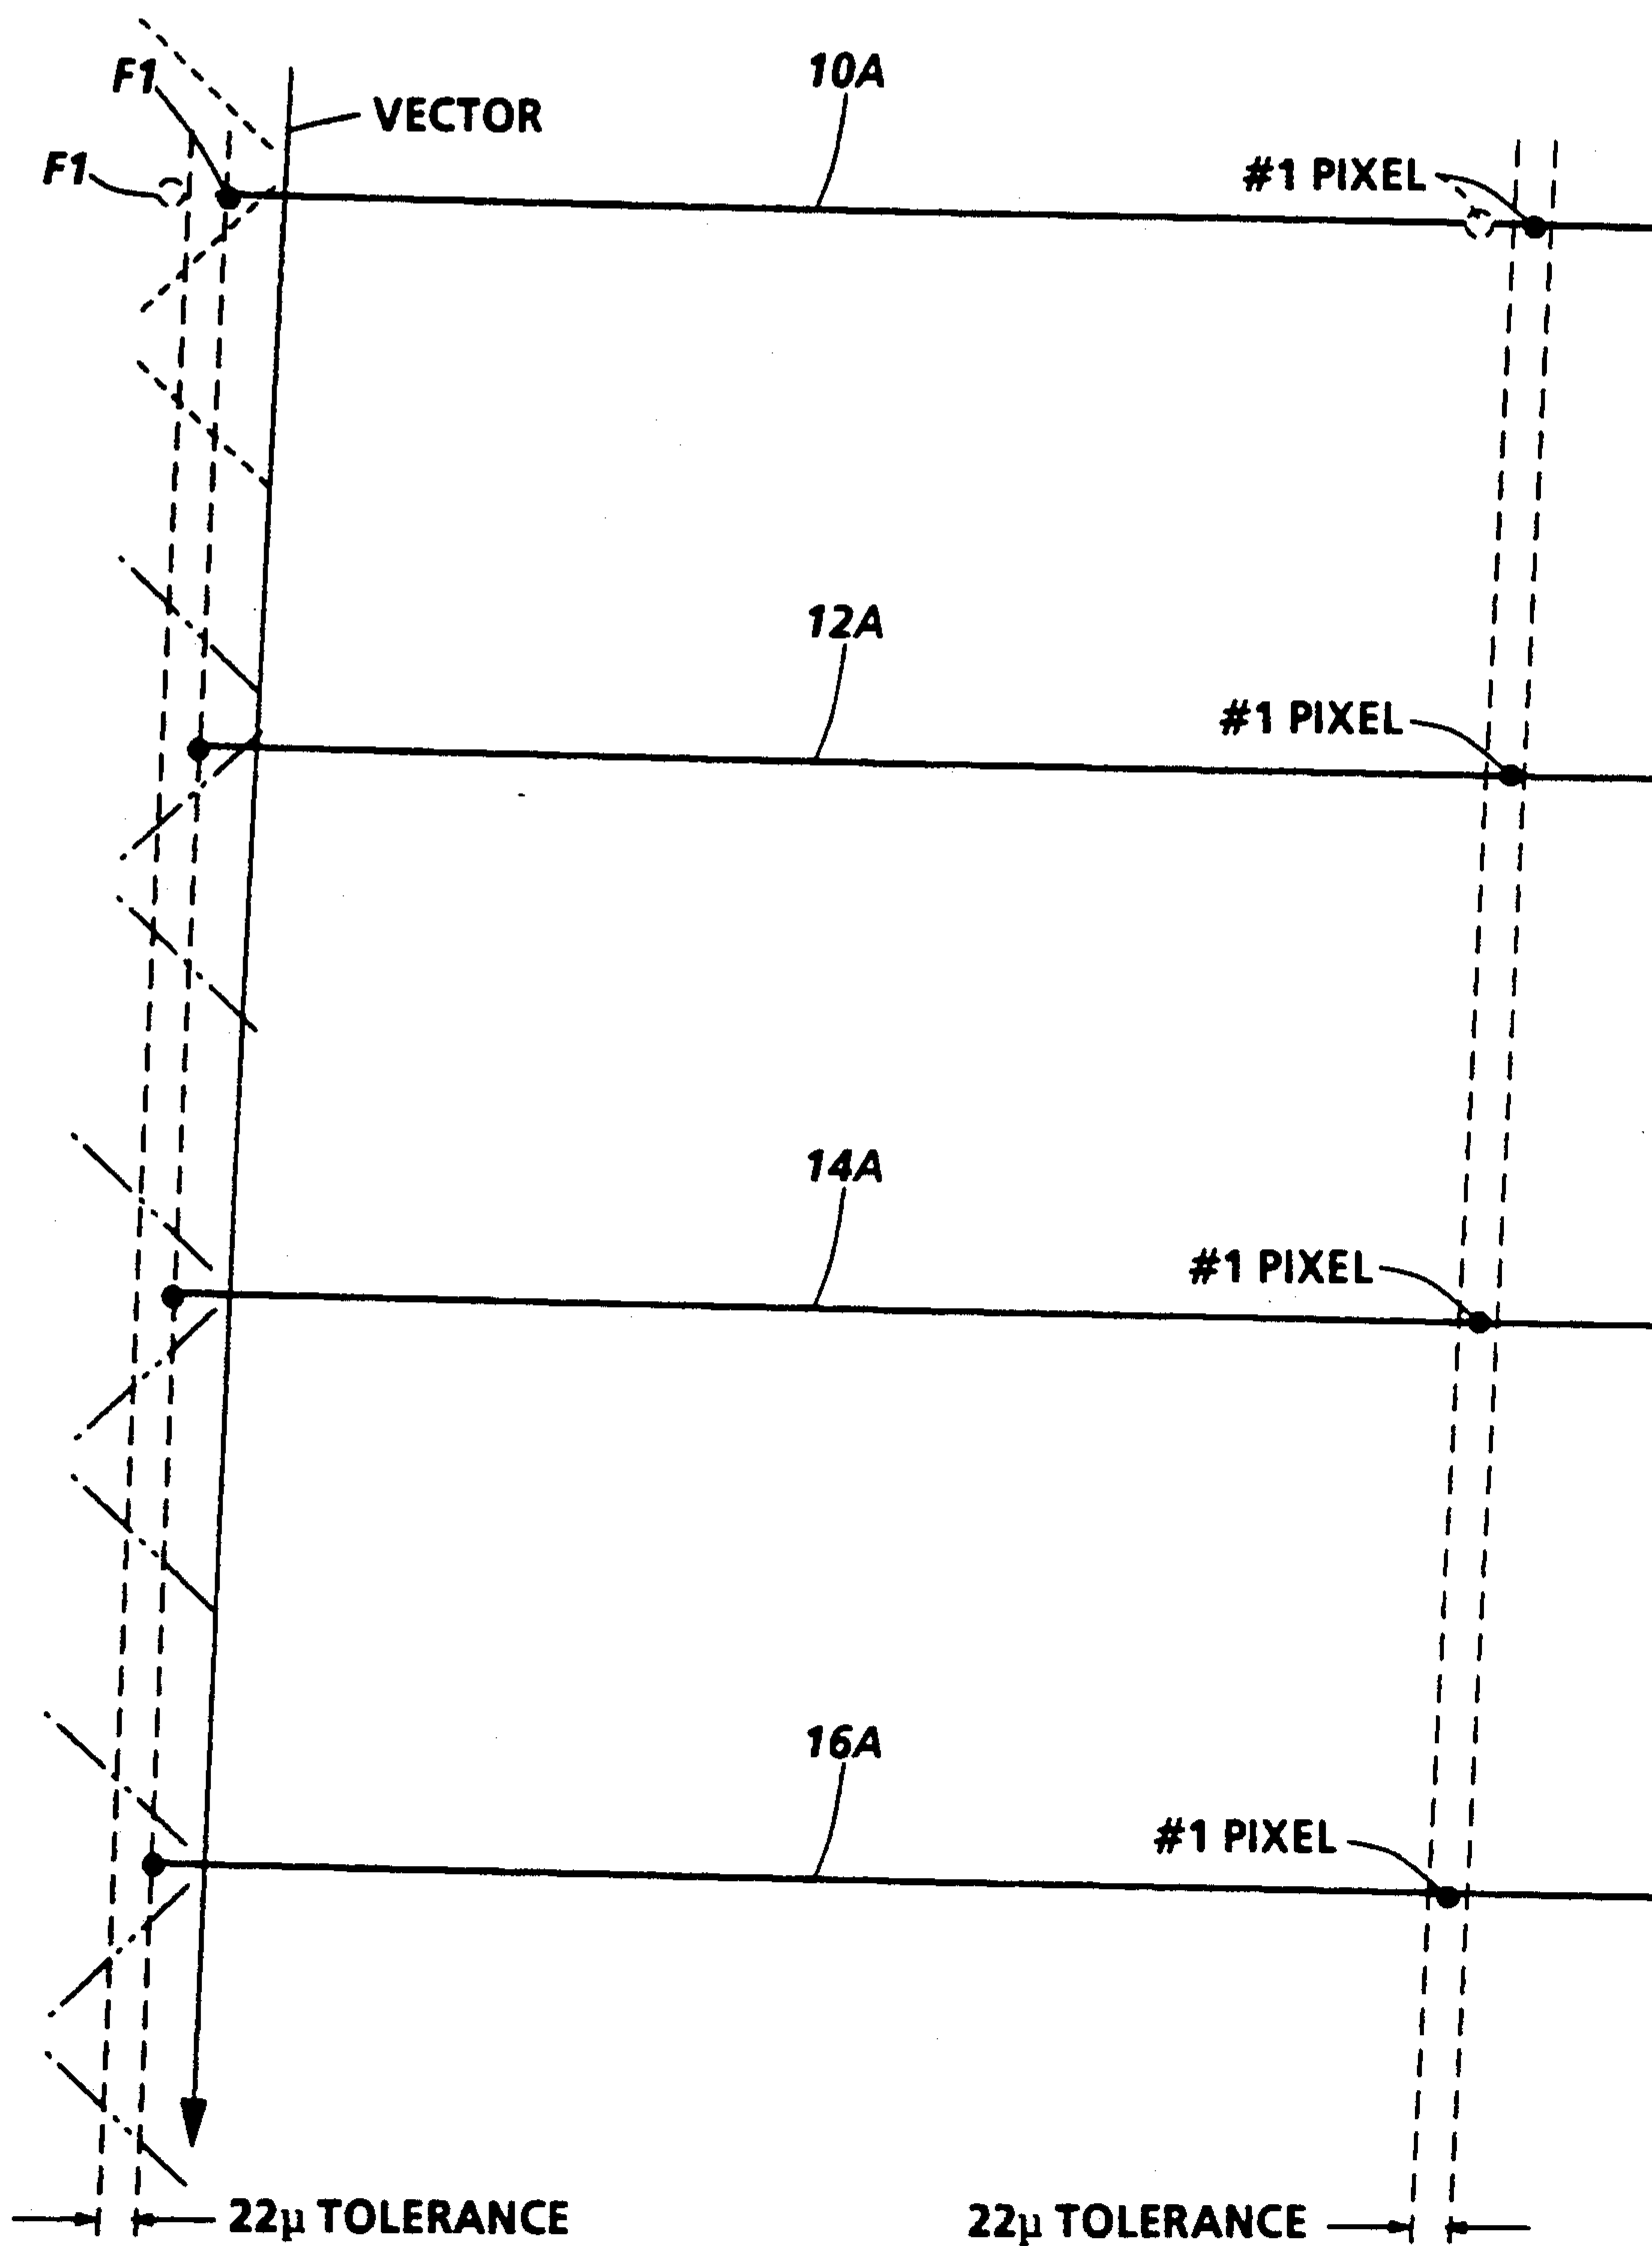 10A
F1
VECTOR
F1
#1 PIXEL
12A
#1 PIXEL
14A
#1 PIXEL
16A
#1 PIXEL
22µ TOLERANCE
22µ TOLERANCE